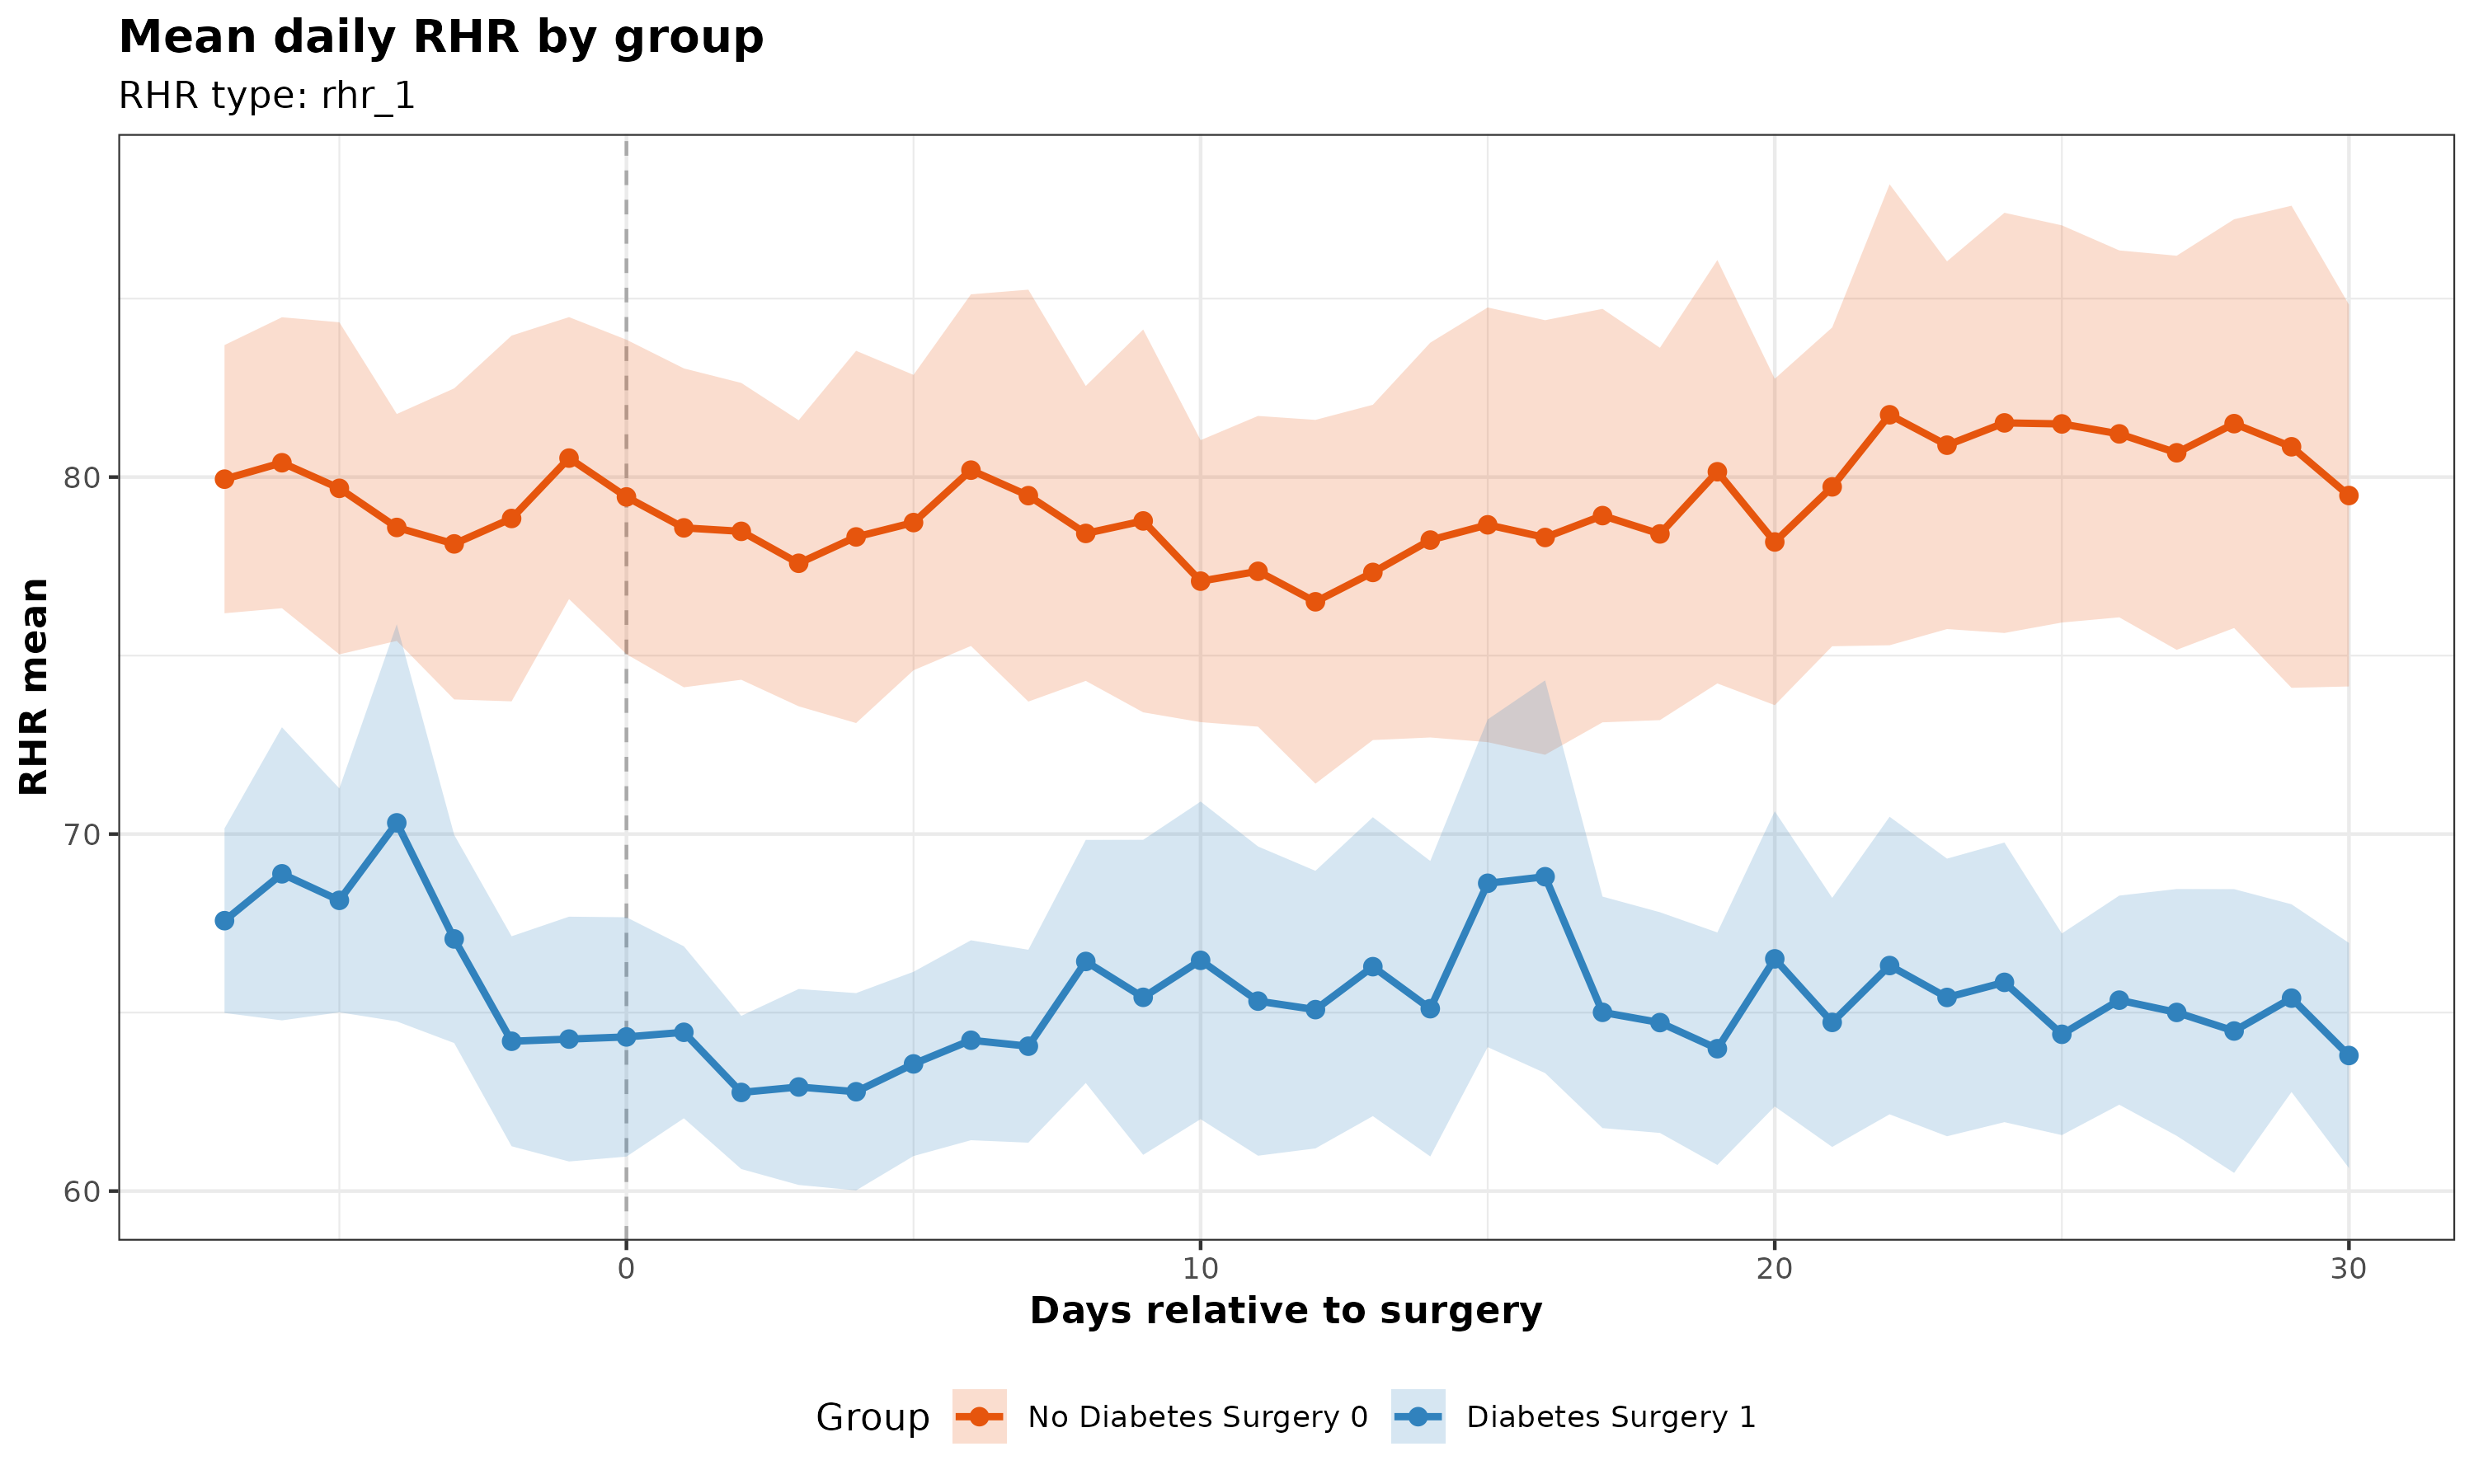 Mean daily RHR by group
RHR type: rhr_1
RHR mean
80
70
60
0 10 20 30
Days relative to surgery
Group No Diabetes Surgery 0 Diabetes Surgery 1